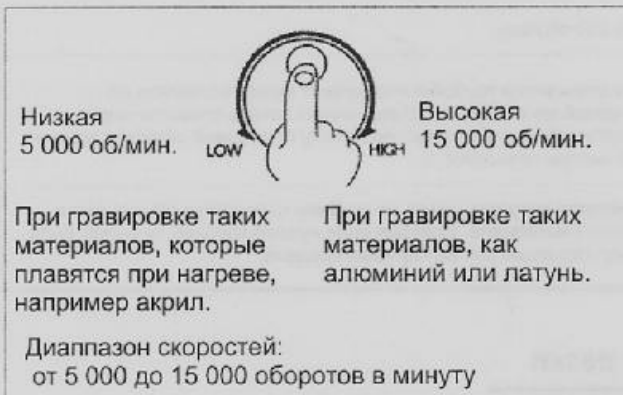 Низкая
5 000 об/мин.
LOW
HIGH
Высокая
15 000 об/мин.
При гравировке таких
материалов, которые
плавятся при нагреве,
например акрил.
При гравировке таких
материалов, как
алюминий или латунь.
Диаппазон скоростей:
от 5 000 до 15 000 оборотов в минуту